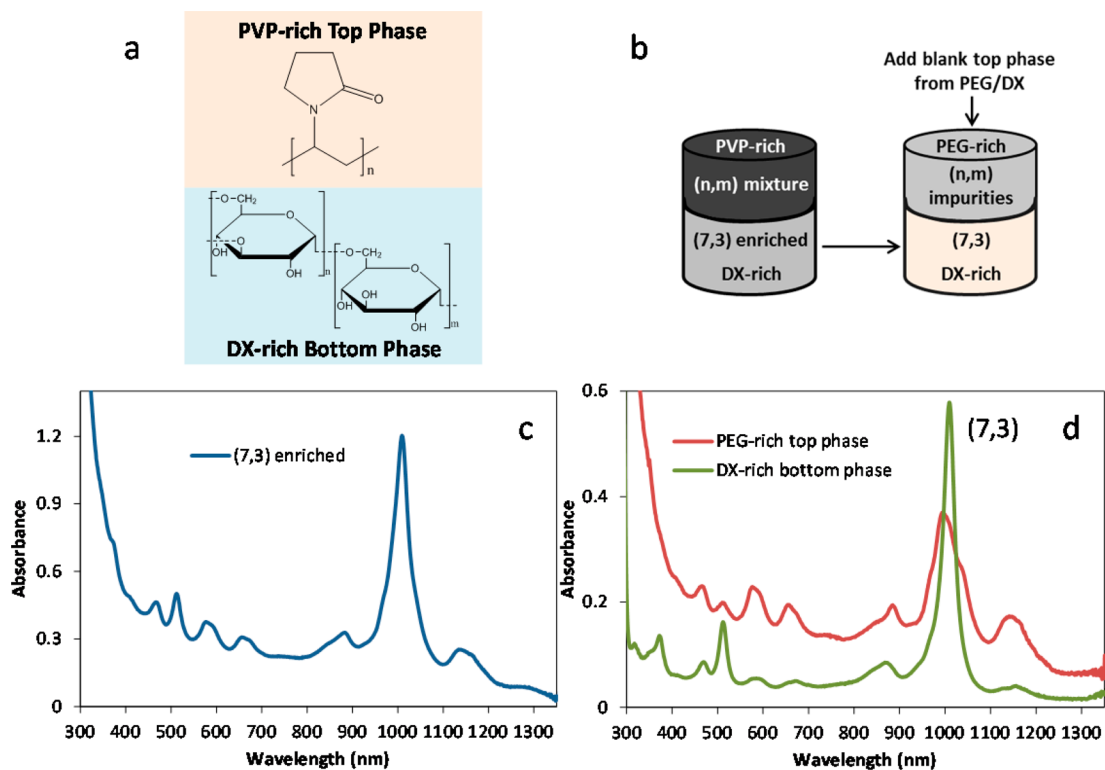 a
PVP-rich Top Phase
N
O
n
O
CH2
O
O
OH
OH
n
O
CH2
O
OH
OH
OH
m
DX-rich Bottom Phase
b
Add blank top phase
from PEG/DX
PVP-rich
(n,m) mixture
(7,3) enriched
DX-rich
PEG-rich
(n,m)
impurities
(7,3)
DX-rich
c
(7,3) enriched
Absorbance
1.2
0.9
0.6
0.3
0
300 400 500 600 700 800 900 1000 1100 1200 1300
Wavelength (nm)
d
(7,3)
PEG-rich top phase
DX-rich bottom phase
Absorbance
0.6
0.4
0.2
0
300 400 500 600 700 800 900 1000 1100 1200 1300
Wavelength (nm)